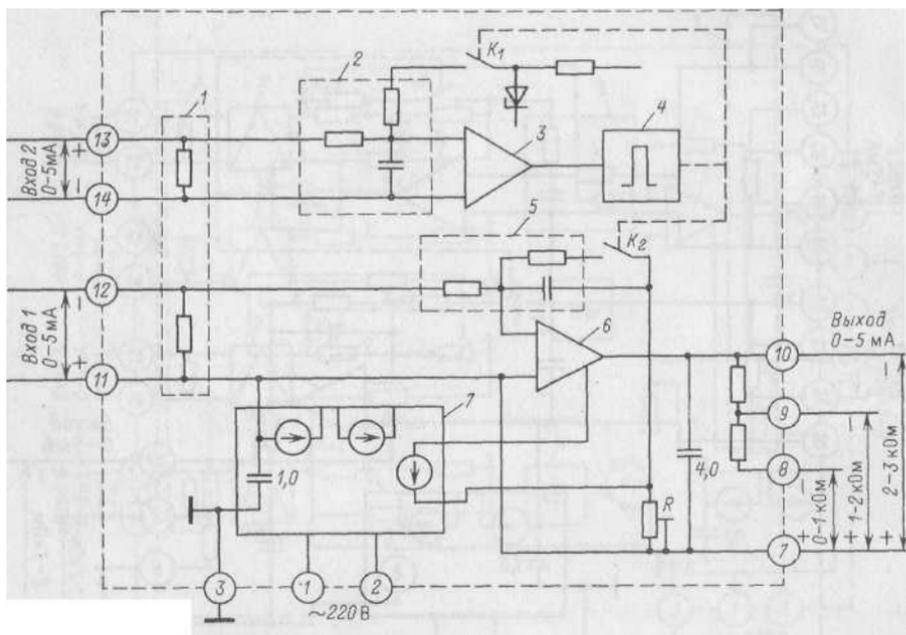 K₁
2
1
3
4
13
+
Вход 2
0-5мА
14
5
K₂
12
Вход 1
0-5мА
+
11
6
Выход
0-5 мА
10
9
7
1,0
4,0
8
0-1 кОм
1-2 кОм
2-3 кОм
R
+
+
+
7
3
1
2
~220 В